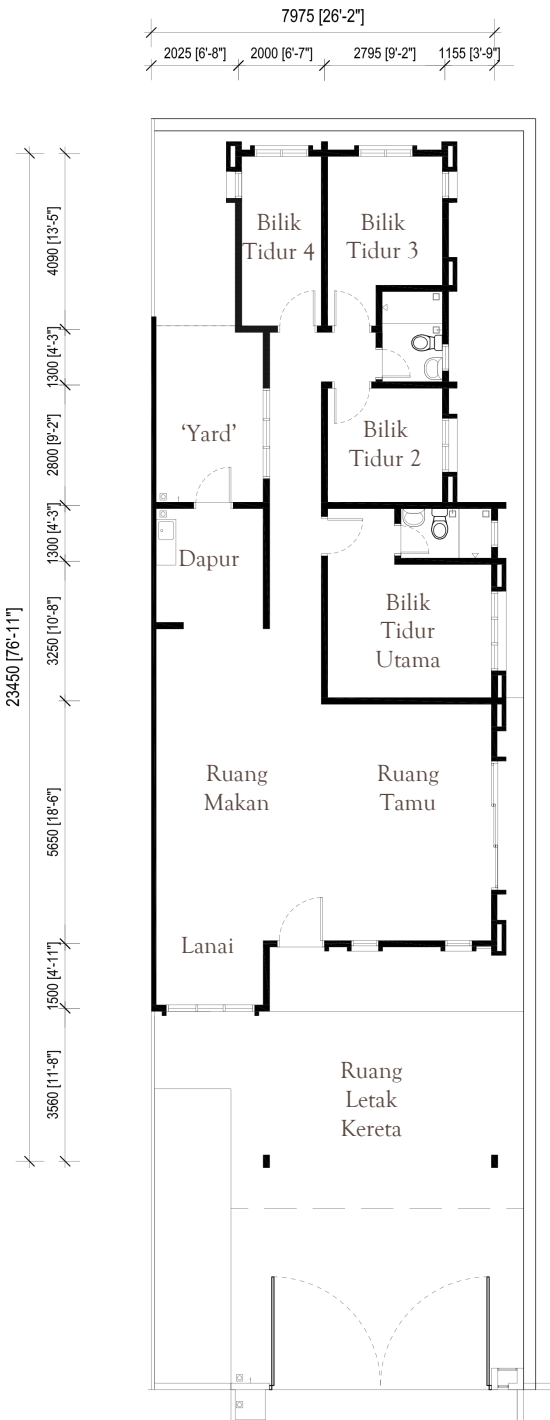 7975 [26'-2"]
2025 [6'-8"]
2000 [6'-7"]
2795 [9'-2"]
1155 [3'-9"]
23450 [76'-11"]
4090 [13'-5"]
1300 [4'-3"]
2800 [9'-2"]
1300 [4'-3"]
3250 [10'-8"]
5650 [18'-6"]
1500 [4'-11"]
3560 [11'-8"]
Bilik
Tidur 4
Bilik
Tidur 3
'Yard'
Bilik
Tidur 2
Dapur
Bilik
Tidur
Utama
Ruang
Makan
Ruang
Tamu
Lanai
Ruang
Letak
Kereta